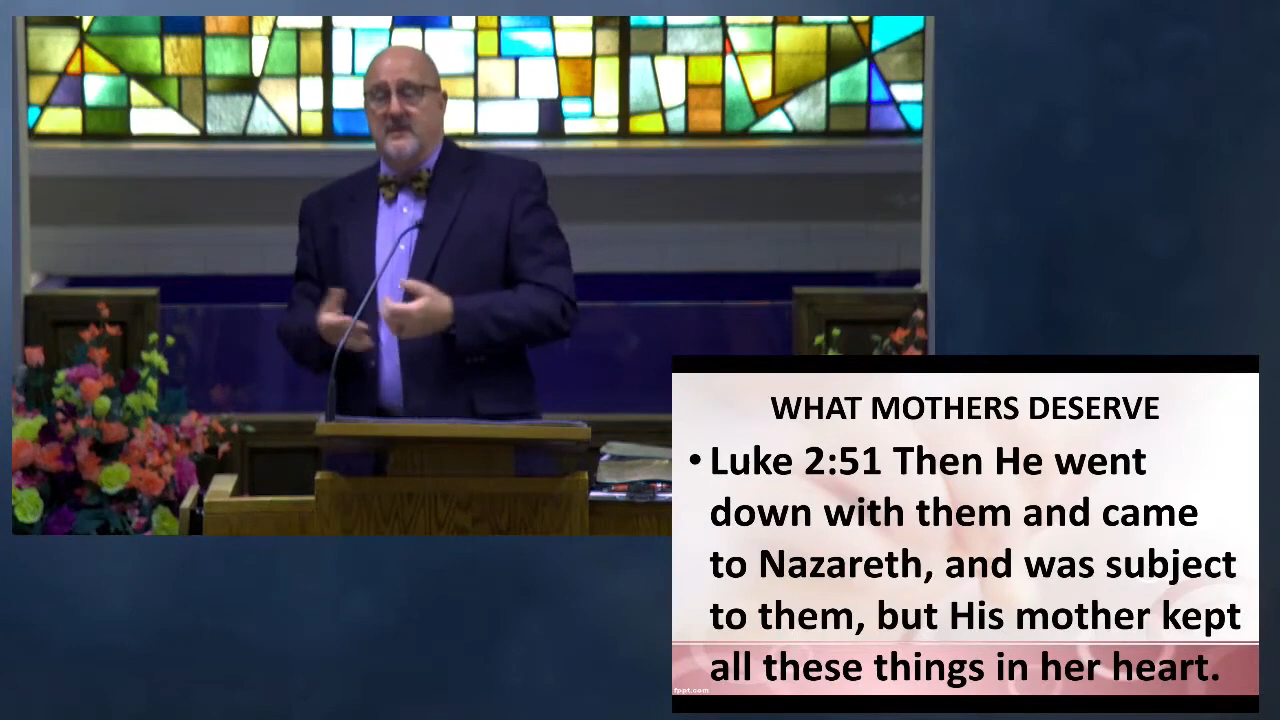 WHAT MOTHERS DESERVE
• Luke 2:51 Then He went
down with them and came
to Nazareth, and was subject
to them, but His mother kept
all these things in her heart.
fppt.com